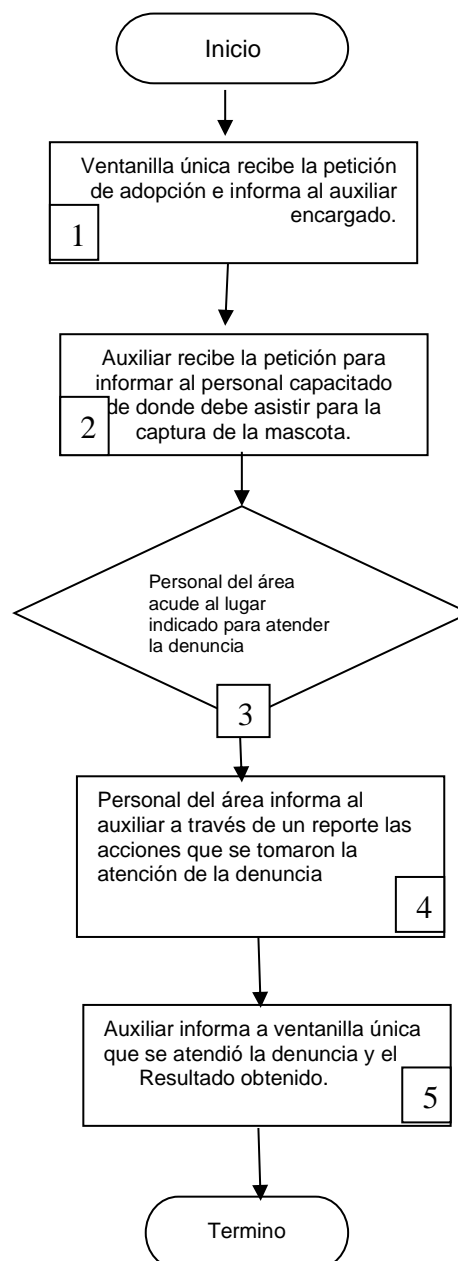 Inicio
Ventanilla única recibe la petición
de adopción e informa al auxiliar
encargado.
1
Auxiliar recibe la petición para
informar al personal capacitado
de donde debe asistir para la
captura de la mascota.
2
Personal del área
acude al lugar
indicado para atender
la denuncia
3
Personal del área informa al
auxiliar a través de un reporte las
acciones que se tomaron la
atención de la denuncia
4
Auxiliar informa a ventanilla única
que se atendió la denuncia y el
Resultado obtenido.
5
Termino